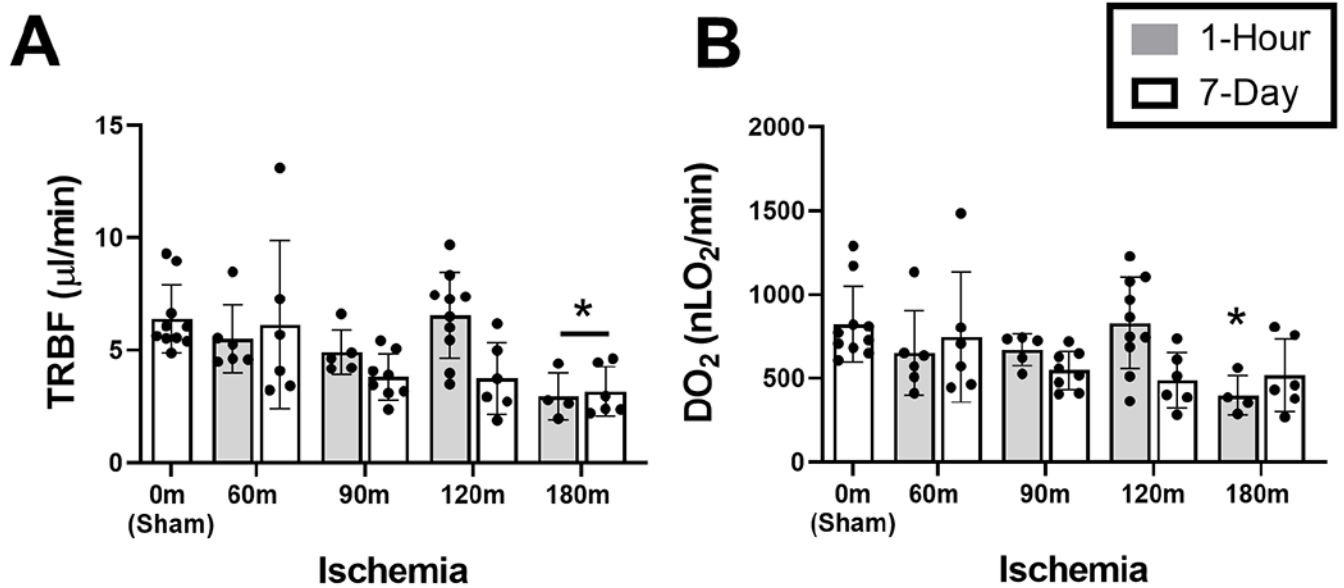 A
B
1-Hour
7-Day
TRBF (μl/min)
15
10
5
0
0m
(Sham)
60m
90m
120m
180m
*
Ischemia
DO₂ (nLO₂/min)
2000
1500
1000
500
0
0m
(Sham)
60m
90m
120m
180m
*
Ischemia